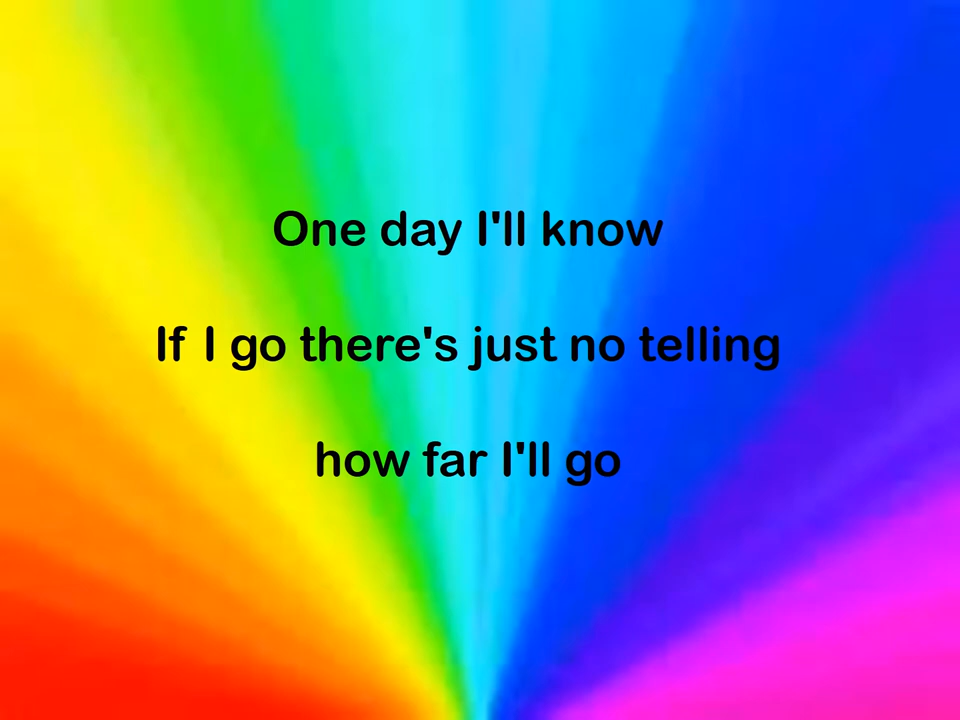 One day I'll know
If I go there's just no telling
how far I'll go